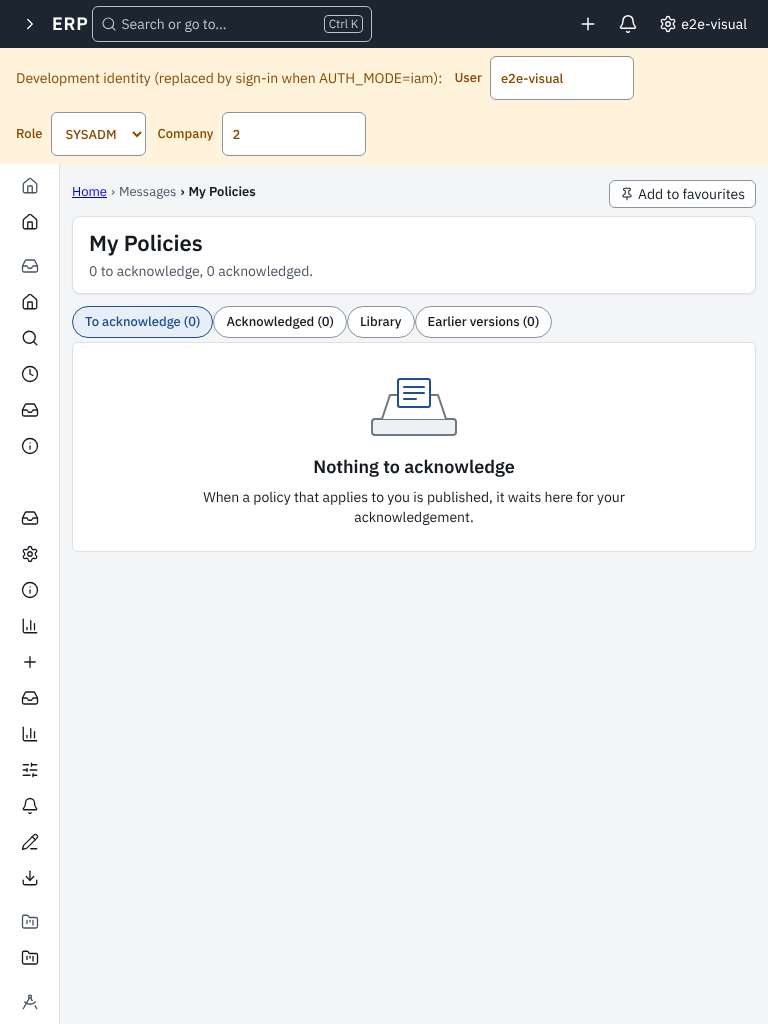 ERP
Search or go to...
Ctrl K
e2e-visual
Development identity (replaced by sign-in when AUTH_MODE=iam): User e2e-visual
Role SYSADM Company 2
Home › Messages › My Policies
Add to favourites
My Policies
0 to acknowledge, 0 acknowledged.
To acknowledge (0) Acknowledged (0) Library Earlier versions (0)
Nothing to acknowledge
When a policy that applies to you is published, it waits here for your
acknowledgement.